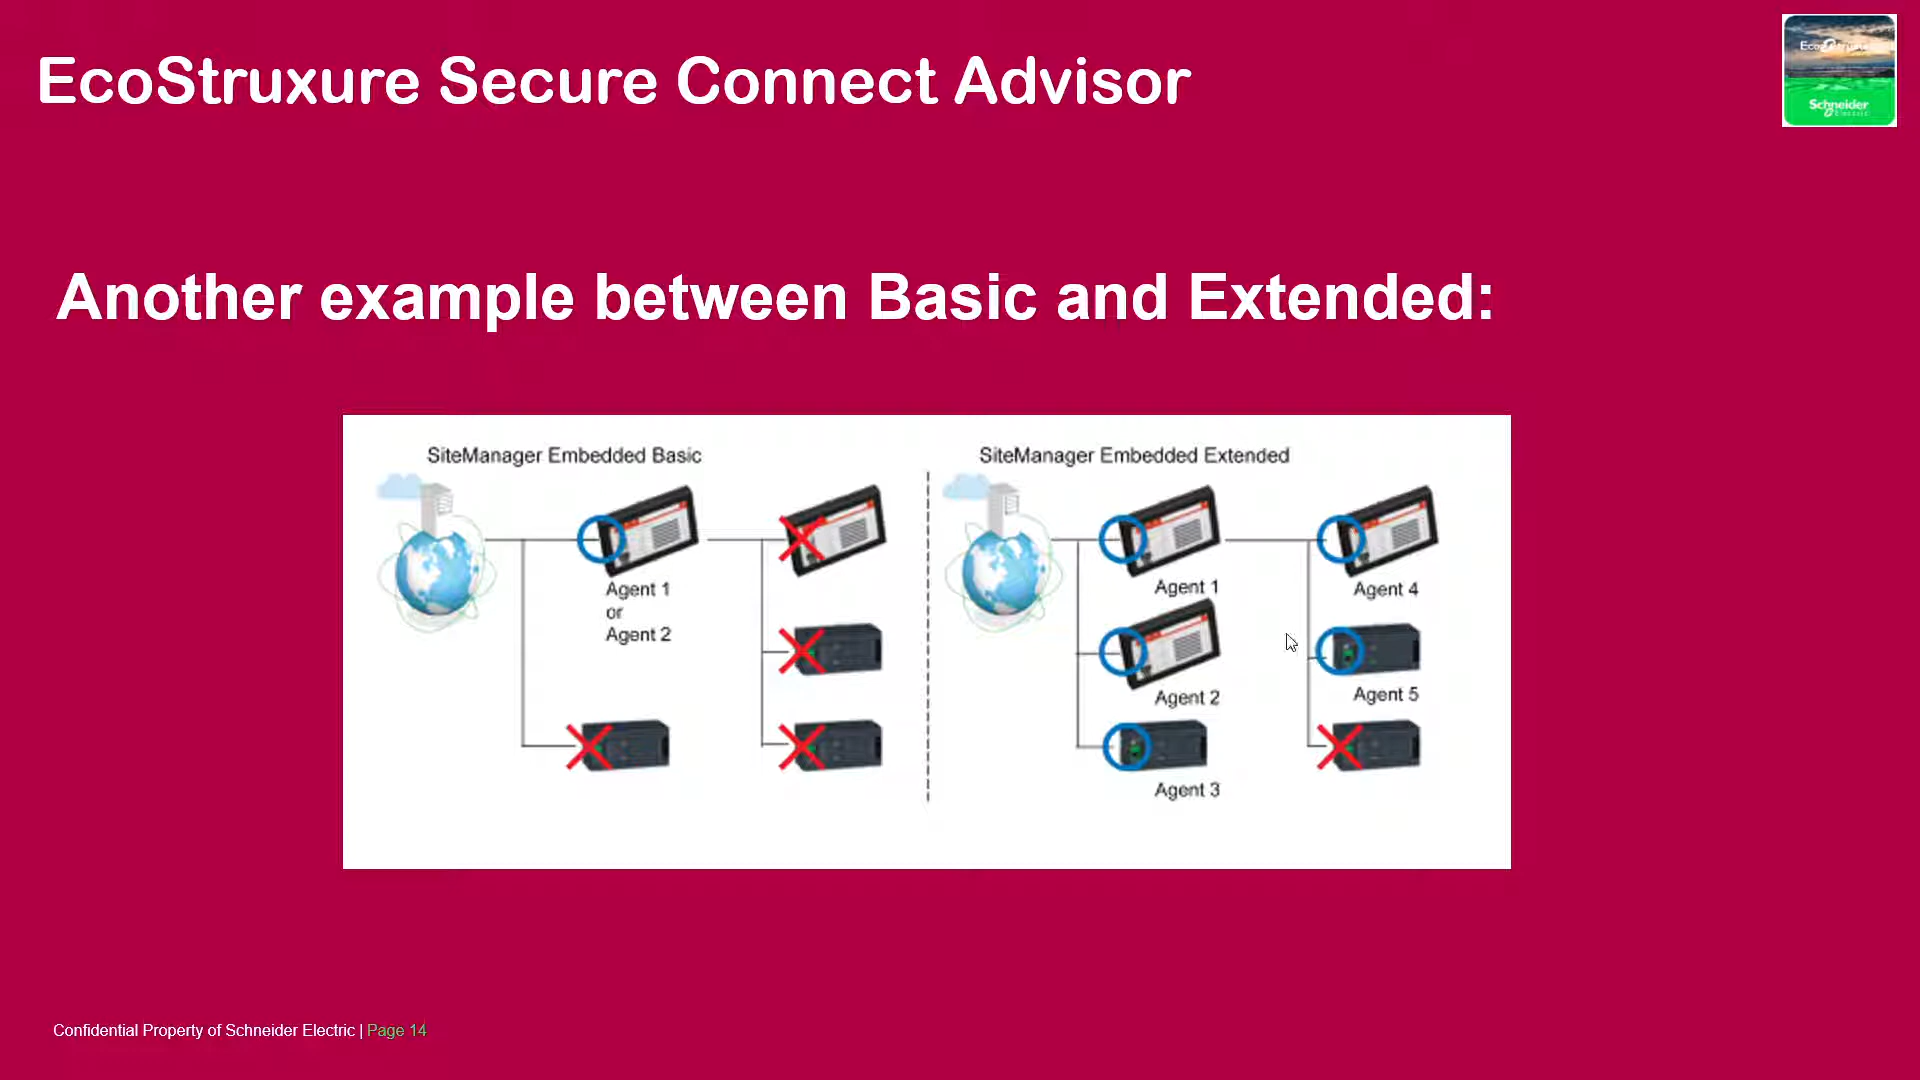 EcoStruxure Secure Connect Advisor
Schneider
Electric
Another example between Basic and Extended:
SiteManager Embedded Basic
Agent 1
or
Agent 2
SiteManager Embedded Extended
Agent 1
Agent 4
Agent 2
Agent 5
Agent 3
Confidential Property of Schneider Electric | Page 14